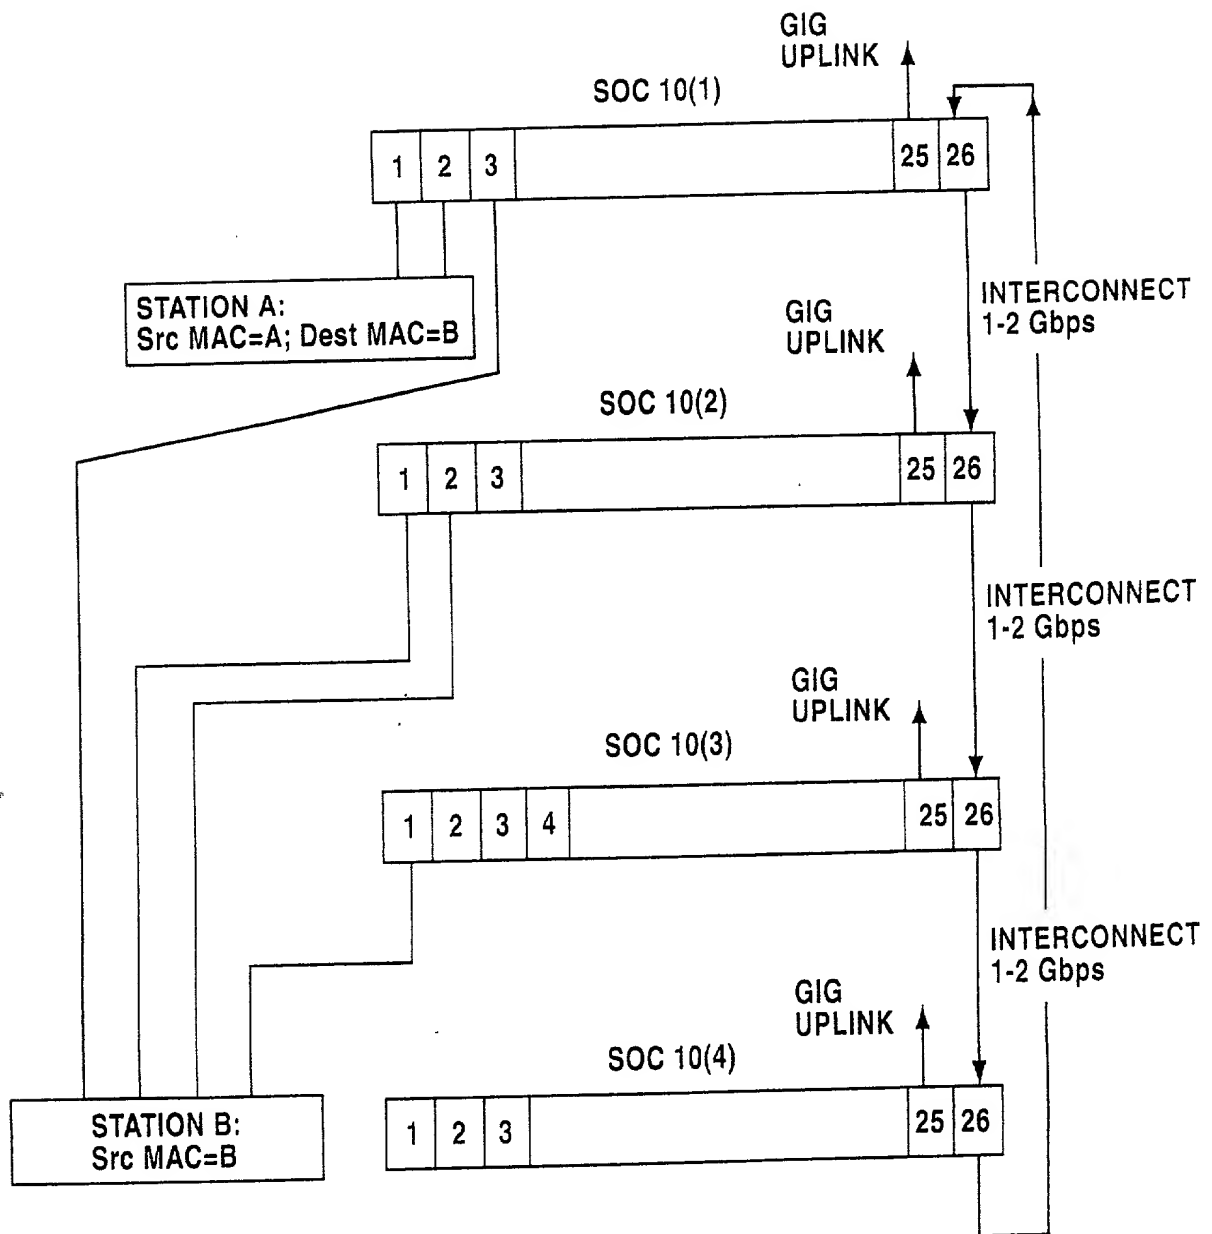 GIG
UPLINK
SOC 10(1)
1 2 3 25 26
STATION A:
Src MAC=A; Dest MAC=B
INTERCONNECT
1-2 Gbps
GIG
UPLINK
SOC 10(2)
1 2 3 25 26
INTERCONNECT
1-2 Gbps
GIG
UPLINK
SOC 10(3)
1 2 3 4 25 26
INTERCONNECT
1-2 Gbps
GIG
UPLINK
SOC 10(4)
1 2 3 25 26
STATION B:
Src MAC=B